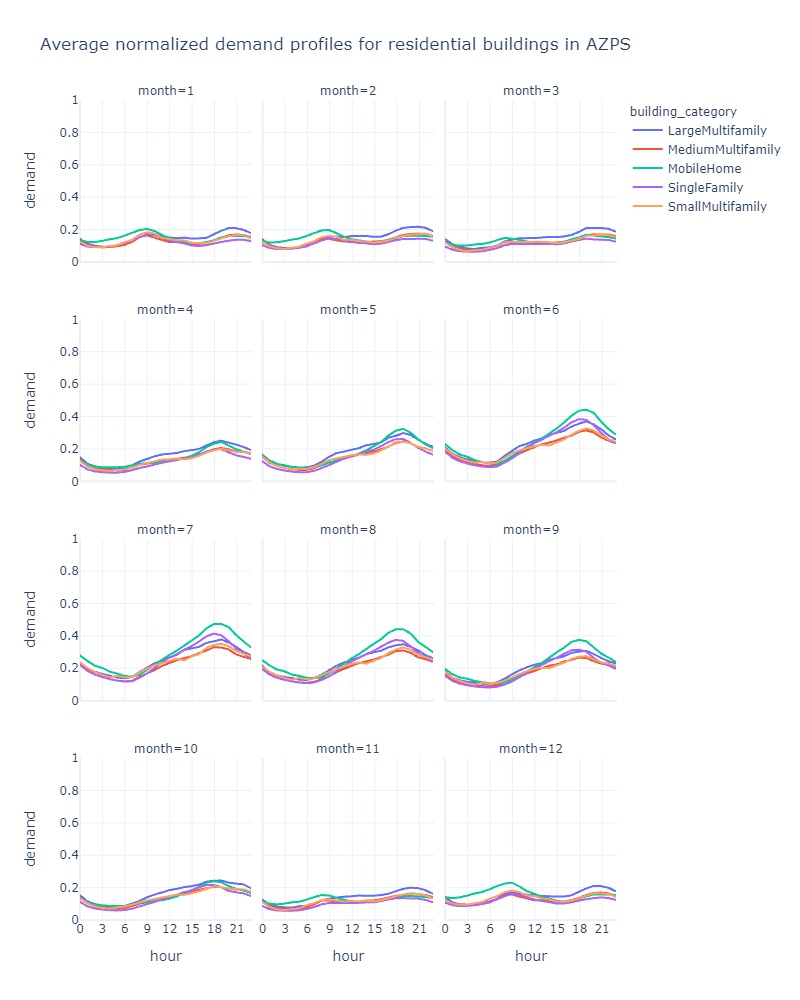 Average normalized demand profiles for residential buildings in AZPS
month=1
month=2
month=3
building_category
LargeMultifamily
MediumMultifamily
MobileHome
SingleFamily
SmallMultifamily
demand
1
0.8
0.6
0.4
0.2
0
month=4
month=5
month=6
demand
1
0.8
0.6
0.4
0.2
0
month=7
month=8
month=9
demand
1
0.8
0.6
0.4
0.2
0
month=10
month=11
month=12
demand
1
0.8
0.6
0.4
0.2
0
0 3 6 9 12 15 18 21
0 3 6 9 12 15 18 21
0 3 6 9 12 15 18 21
hour
hour
hour